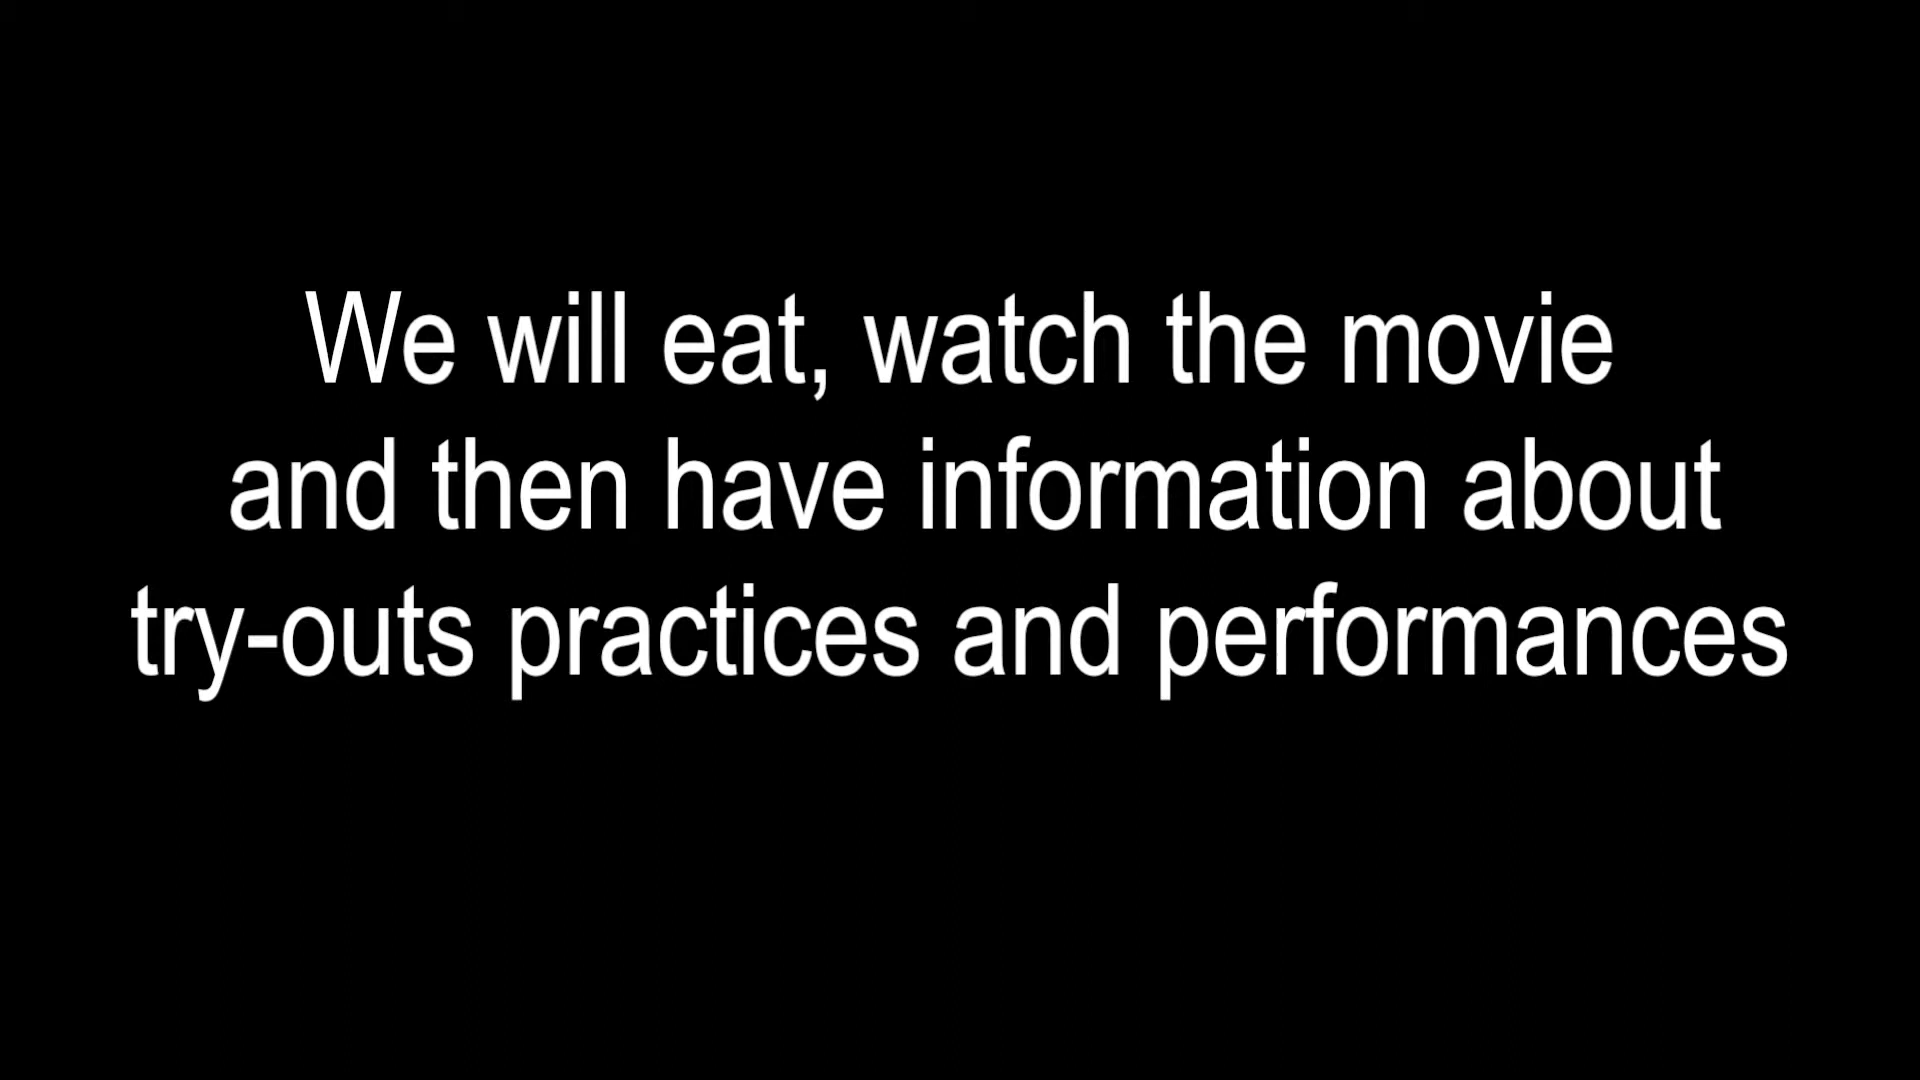 We will eat, watch the movie
and then have information about
try-outs practices and performances